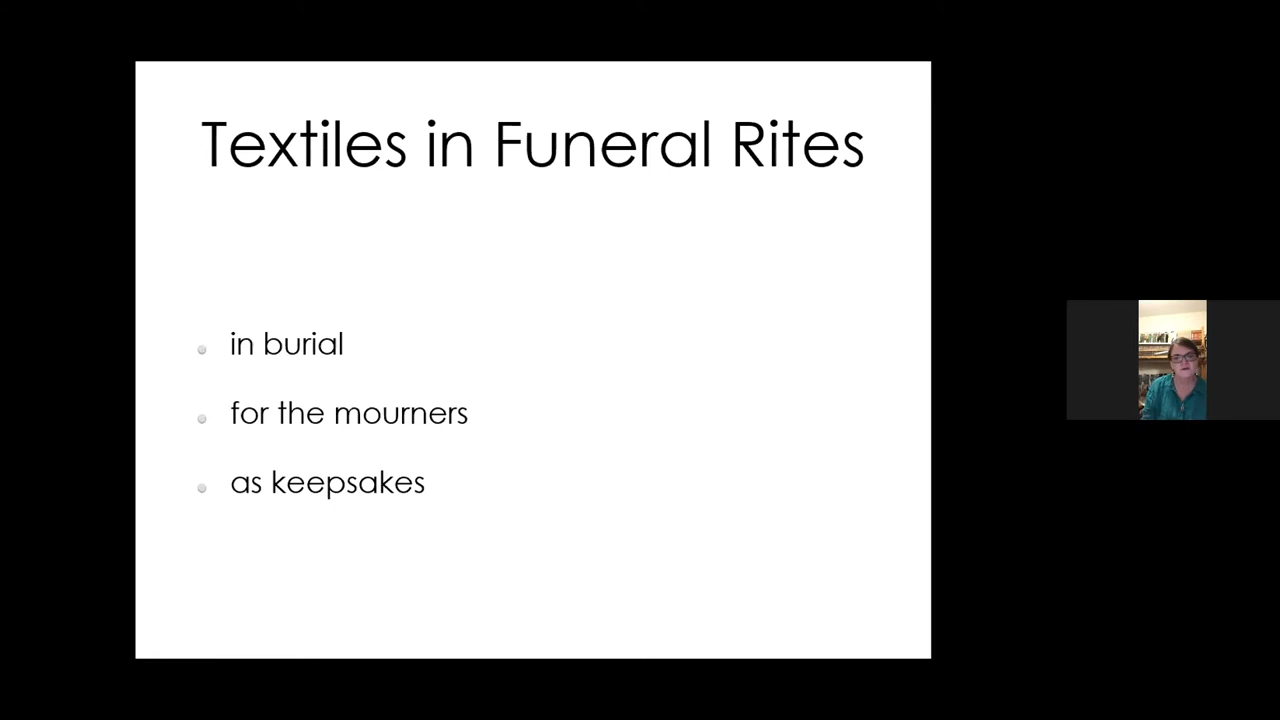 Textiles in Funeral Rites
in burial
for the mourners
as keepsakes